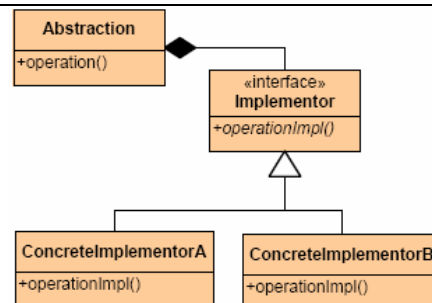 Abstraction
+operation()
«interface»
Implementor
+operationImpl()
ConcreteImplementorA
+operationImpl()
ConcreteImplementorB
+operationImpl()